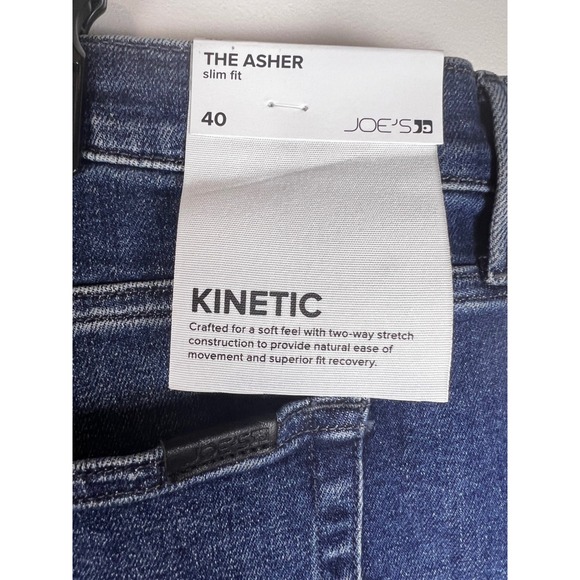 THE ASHER
slim fit
40
JOE'S
KINETIC
Crafted for a soft feel with two-way stretch
construction to provide natural ease of
movement and superior fit recovery.
JOE'S